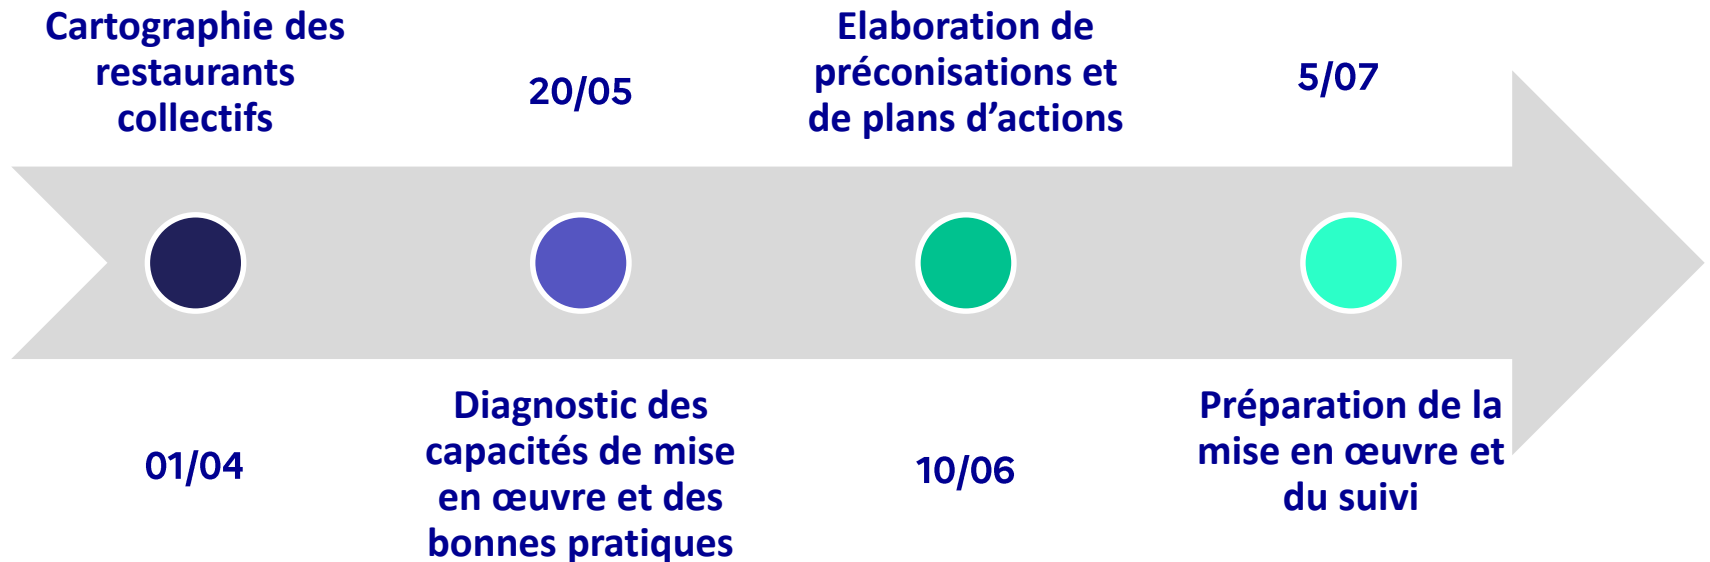 Cartographie des
restaurants
collectifs
01/04
20/05
Diagnostic des
capacités de mise
en œuvre et des
bonnes pratiques
Elaboration de
préconisations et
de plans d’actions
10/06
5/07
Préparation de la
mise en œuvre et
du suivi